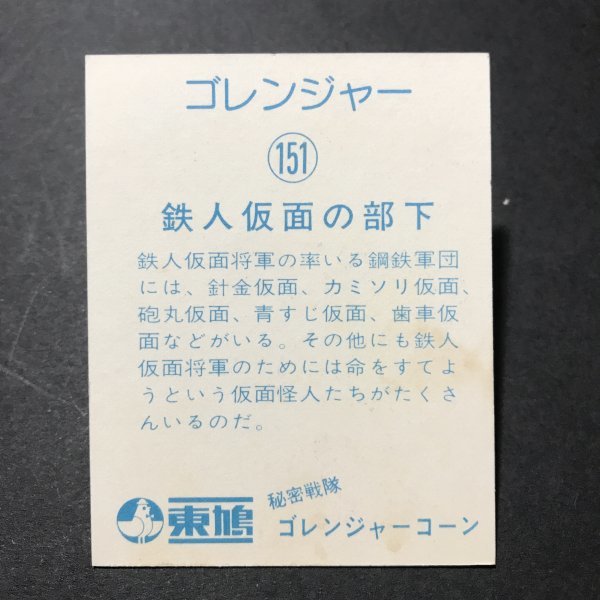 ゴレンジャー
151
鉄人仮面の部下
鉄人仮面将軍の率いる鋼鉄軍団
には、針金仮面、カミソリ仮面、
砲丸仮面、青すじ仮面、歯車仮
面などがいる。その他にも鉄人
仮面将軍のためには命をすてよ
うという仮面怪人たちがたくさ
んいるのだ。
東鳩
秘密戦隊
ゴレンジャーコーン